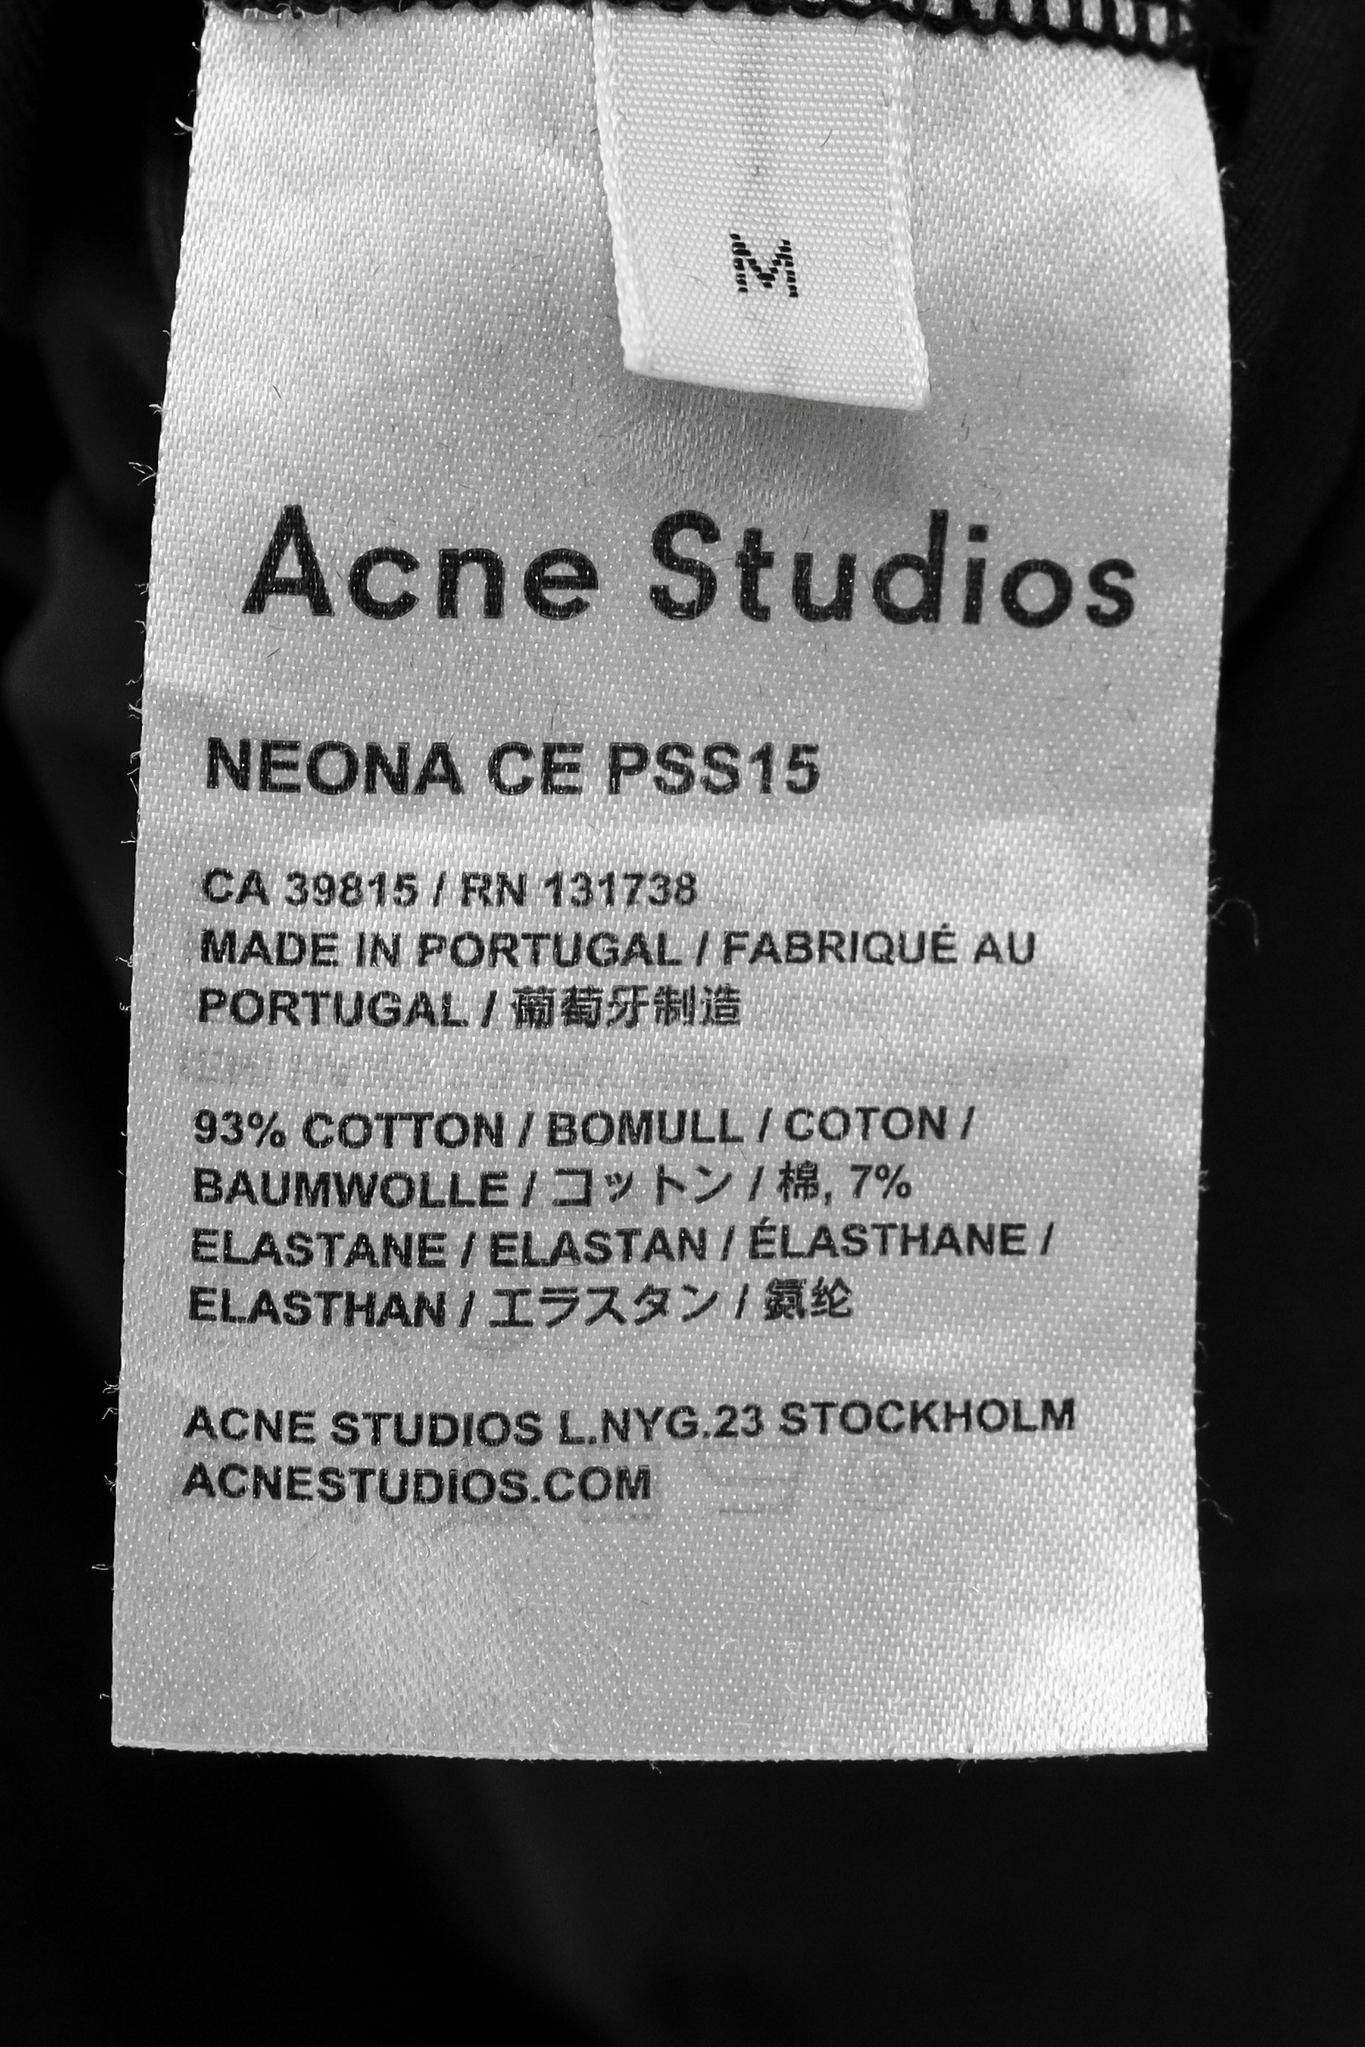 M
Acne Studios
NEONA CE PSS15
CA 39815 / RN 131738
MADE IN PORTUGAL / FABRIQUÉ AU
PORTUGAL / 葡萄牙制造
93% COTTON / BOMULL / COTON /
BAUMWOLLE / コットン / 棉, 7%
ELASTANE / ELASTAN / ÉLASTHANE /
ELASTHAN / エラスタン / 氨纶
ACNE STUDIOS L.NYG.23 STOCKHOLM
ACNESTUDIOS.COM